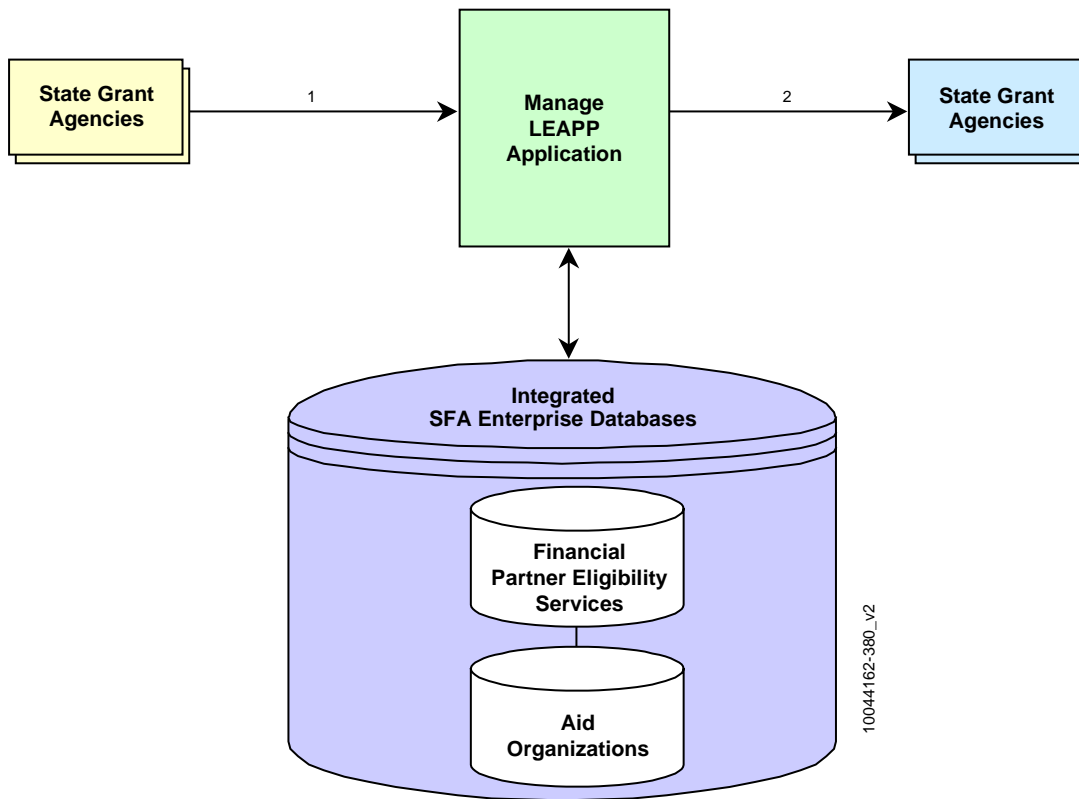 State Grant
Agencies
1
Manage
LEAPP
Application
2
State Grant
Agencies
Integrated
SFA Enterprise Databases
Financial
Partner Eligibility
Services
Aid
Organizations
10044162-380_v2